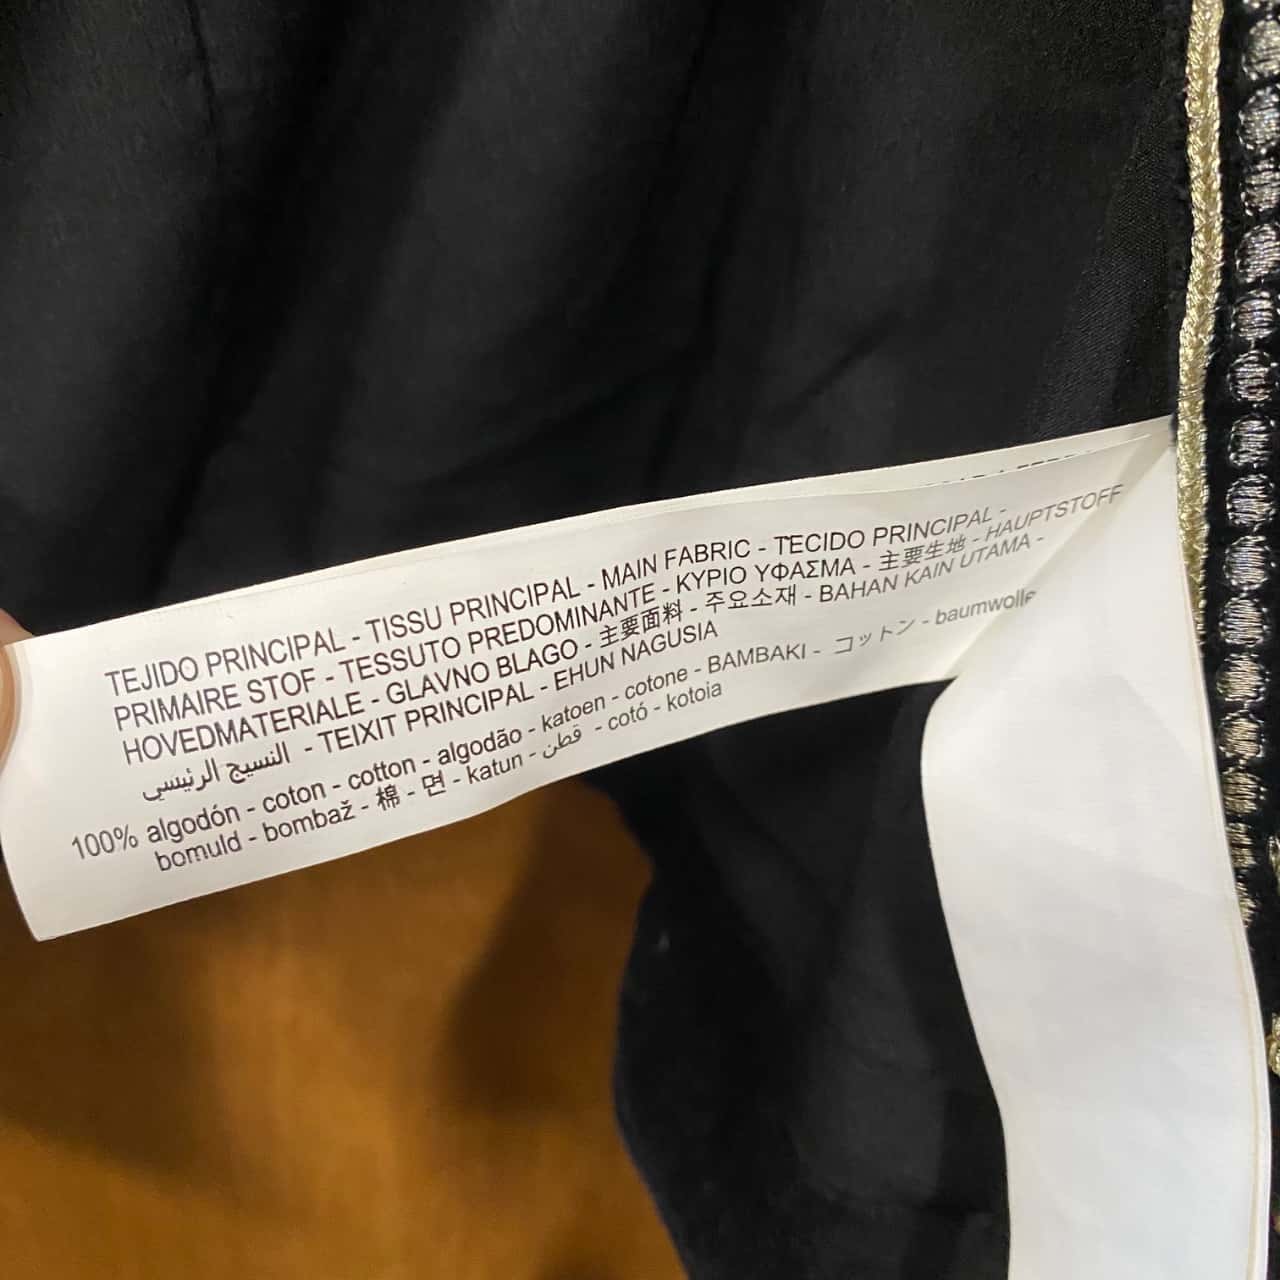 TEJIDO PRINCIPAL - TISSU PRINCIPAL - MAIN FABRIC - TECIDO PRINCIPAL -
PRIMAIRE STOF - TESSUTO PREDOMINANTE - ΚΥΡΙΟ ΥΦΑΣΜΑ - 主要生地 - HAUPTSTOFF
HOVEDMATERIALE - GLAVNO BLAGO - 主要面料 - 주요소재 - BAHAN KAIN UTAMA -
النسيج الرئيسي - TEIXIT PRINCIPAL - EHUN NAGUSIA
100% algodón - coton - cotton - algodão - katoen - cotone - BAMBAKI - コットン - baumwolle
bomuld - bombaž - 棉 - 면 - katun - قطن - cotó - kotoia